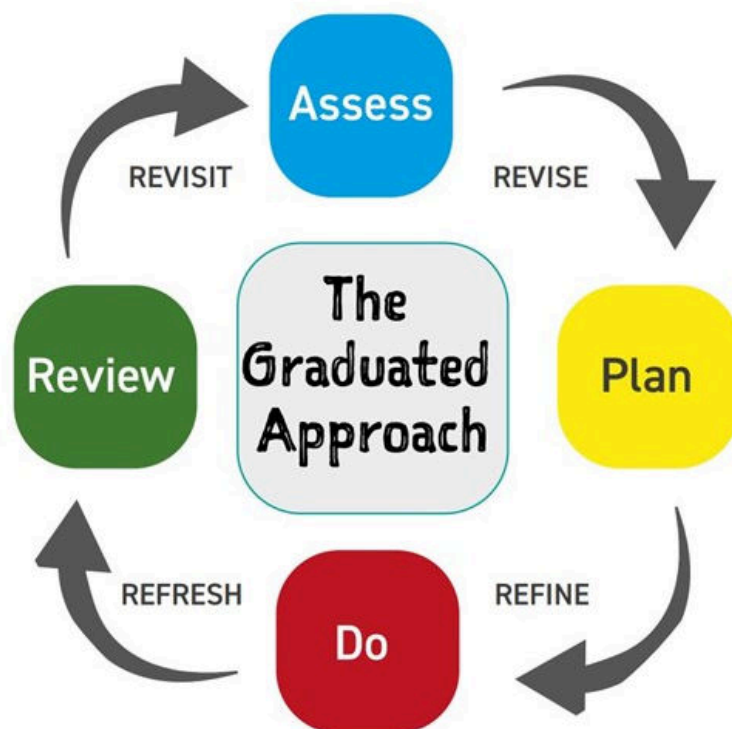 Assess
REVISIT
REVISE
The
Graduated
Approach
Review
Plan
REFRESH
REFINE
Do